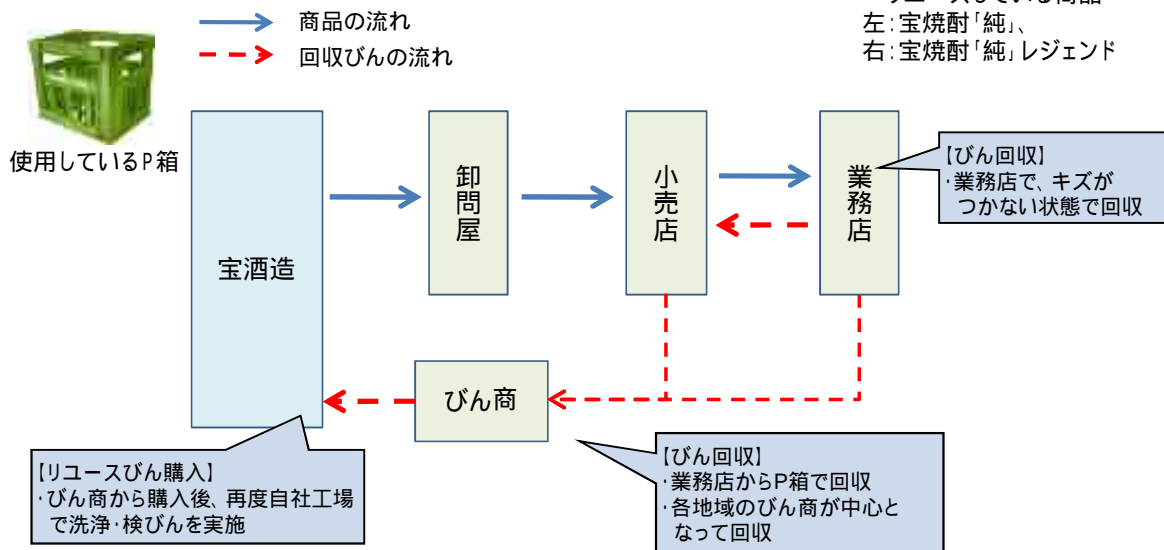 商品の流れ
回収びんの流れ
左:宝焼酎「純」、
右:宝焼酎「純」レジェンド
使用しているP箱
宝酒造
卸問屋
小売店
業務店
【びん回収】
・業務店で、キズが
つかない状態で回収
びん商
【リユースびん購入】
・びん商から購入後、再度自社工場
で洗浄・検びんを実施
【びん回収】
・業務店からP箱で回収
・各地域のびん商が中心と
なって回収